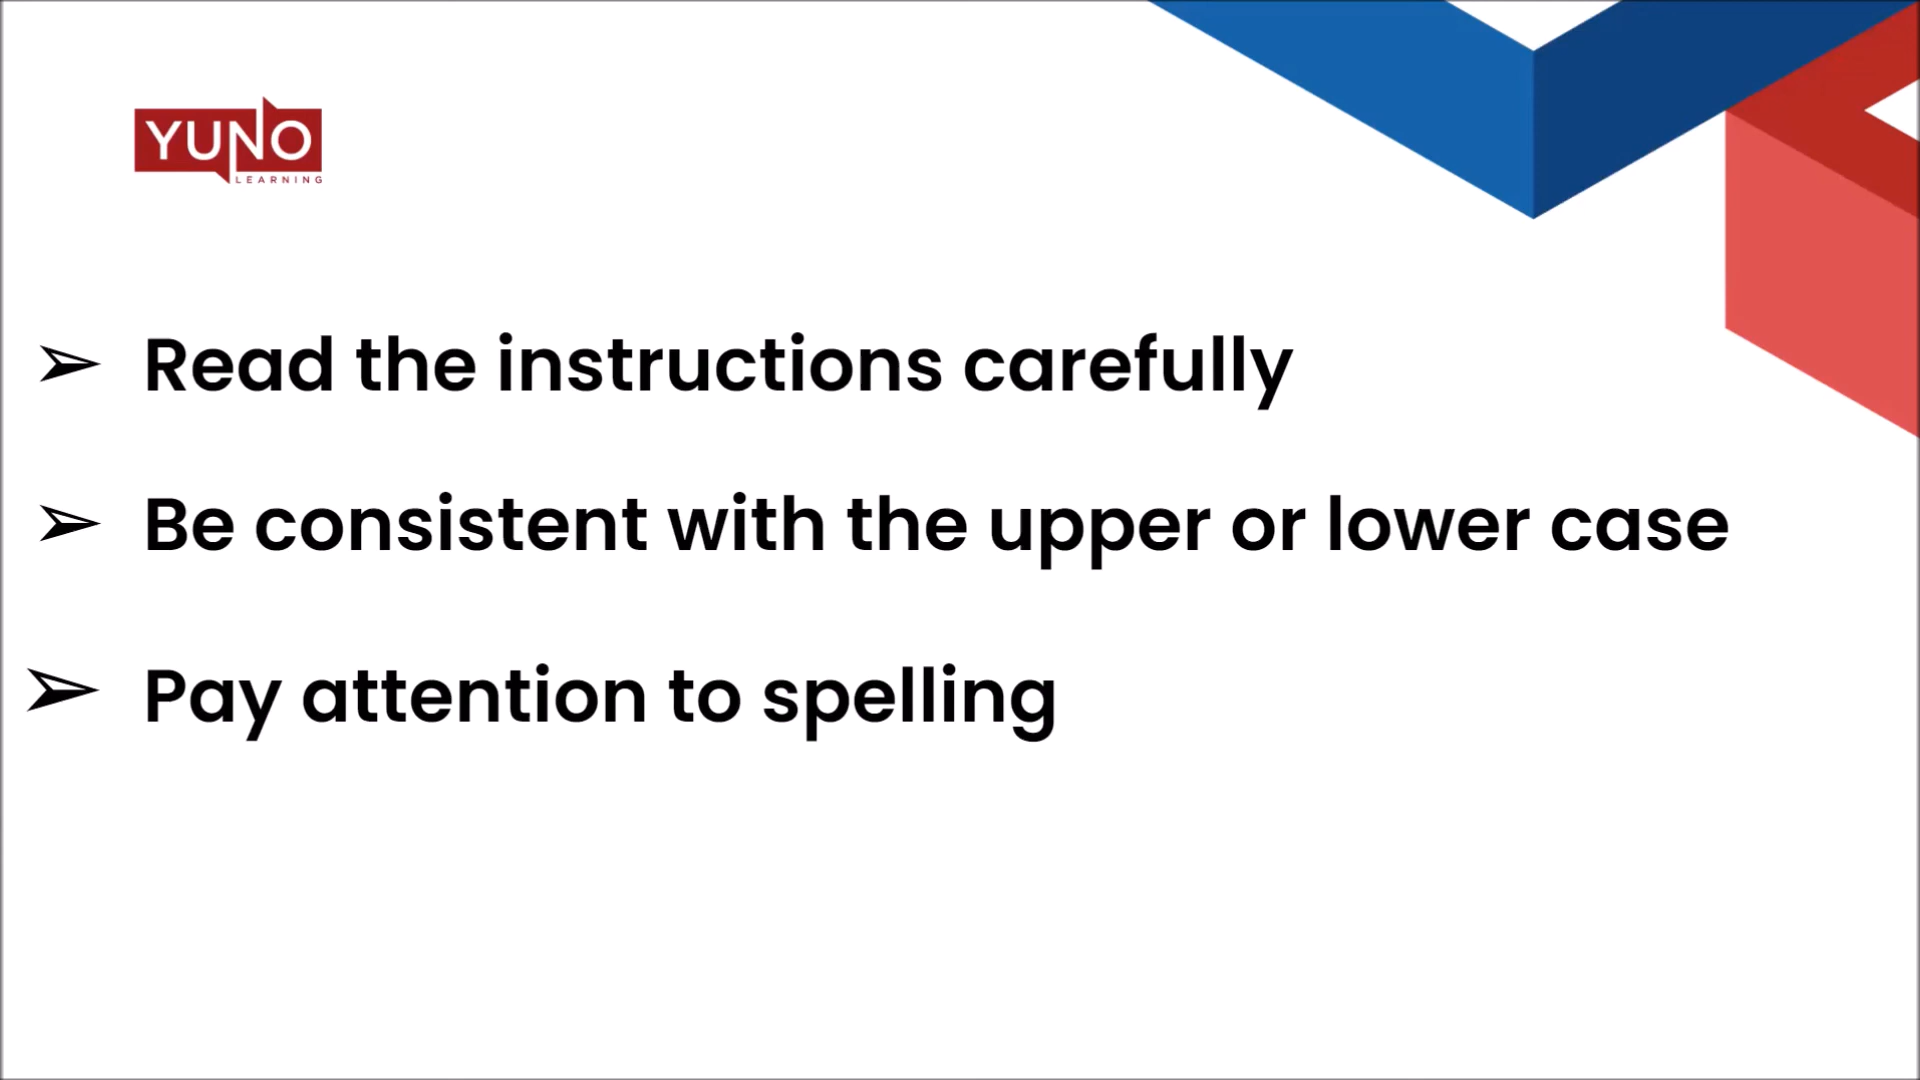 YUNO
LEARNING
➢ Read the instructions carefully
➢ Be consistent with the upper or lower case
➢ Pay attention to spelling